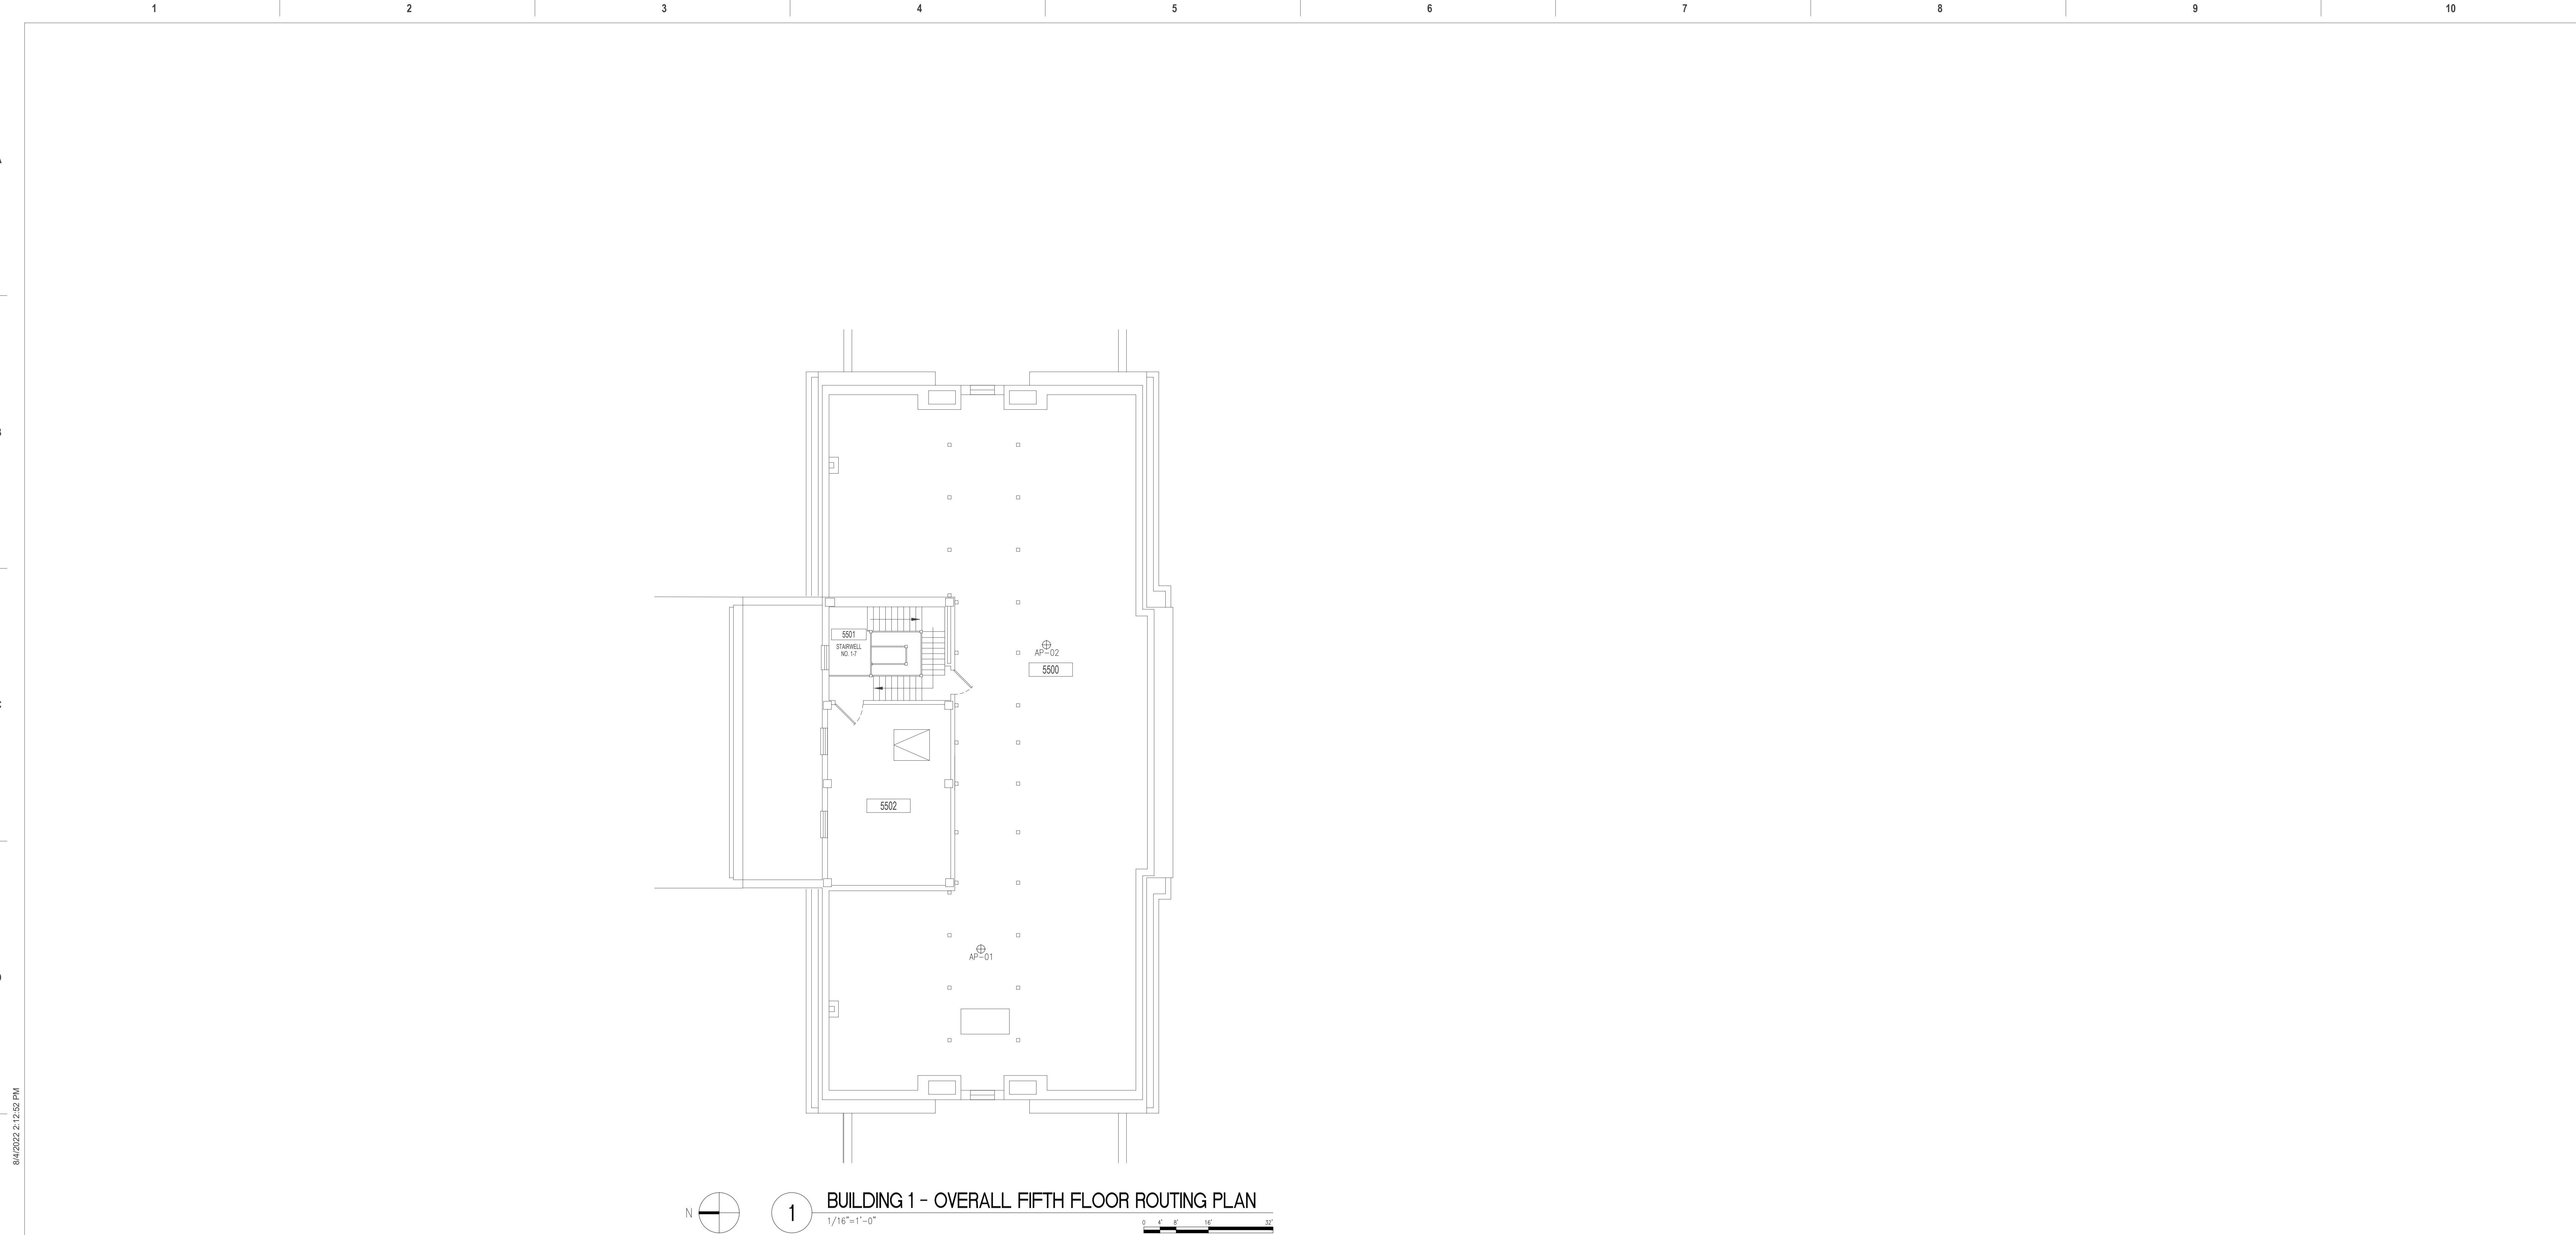 1 2 3 4 5 6 7 8 9 10
5501
STAIRWELL
NO. 1-7
AP-02
5500
5502
AP-01
8/4/2022 2:12:52 PM
N
1
BUILDING 1 - OVERALL FIFTH FLOOR ROUTING PLAN
1/16"=1'-0"
0 4' 8' 16' 32'